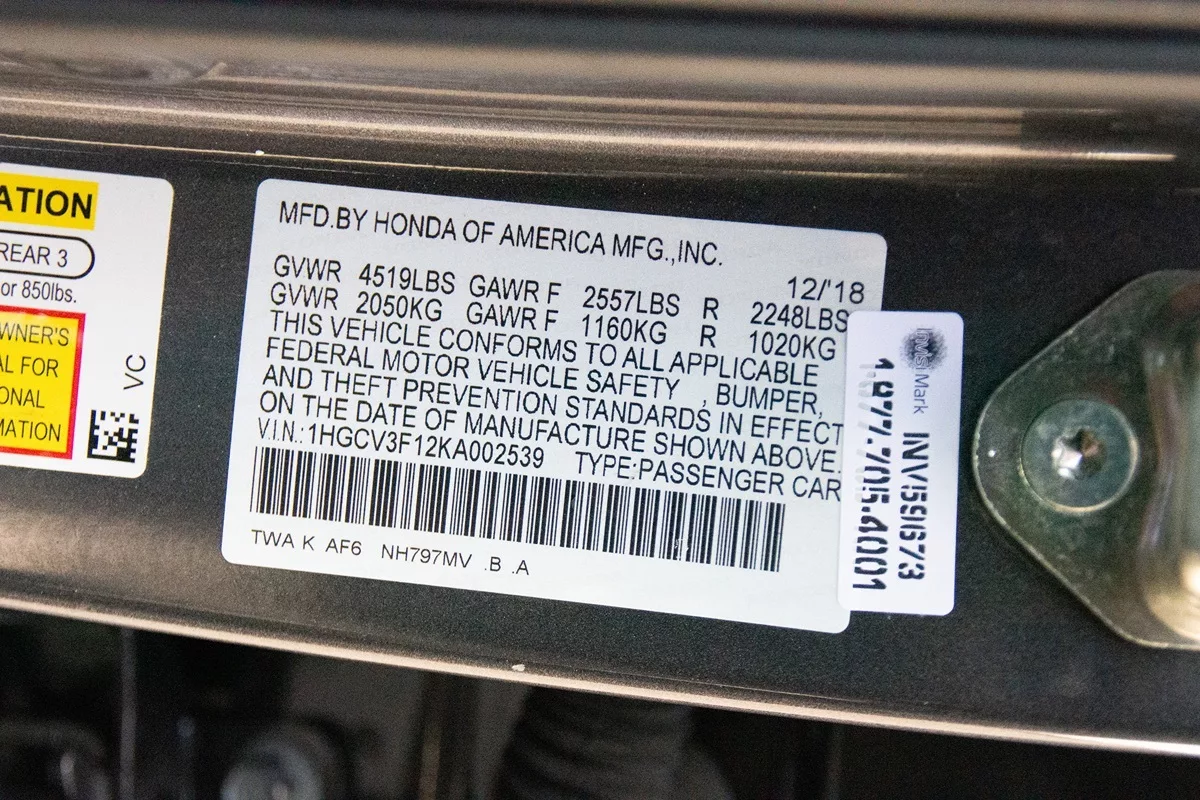 ATION
REAR 3
or 850lbs.
WNER'S
AL FOR
ONAL
MATION
VC
MFD.BY HONDA OF AMERICA MFG.,INC.
12/'18
GVWR 4519LBS GAWR F 2557LBS R 2248LBS
GVWR 2050KG GAWR F 1160KG R 1020KG
THIS VEHICLE CONFORMS TO ALL APPLICABLE
FEDERAL MOTOR VEHICLE SAFETY , BUMPER,
AND THEFT PREVENTION STANDARDS IN EFFECT
ON THE DATE OF MANUFACTURE SHOWN ABOVE.
V.I.N.:1HGCV3F12KA002539 TYPE:PASSENGER CAR
TWA K AF6 NH797MV .B .A
InVisiMark INV59673
1.877.705.4001